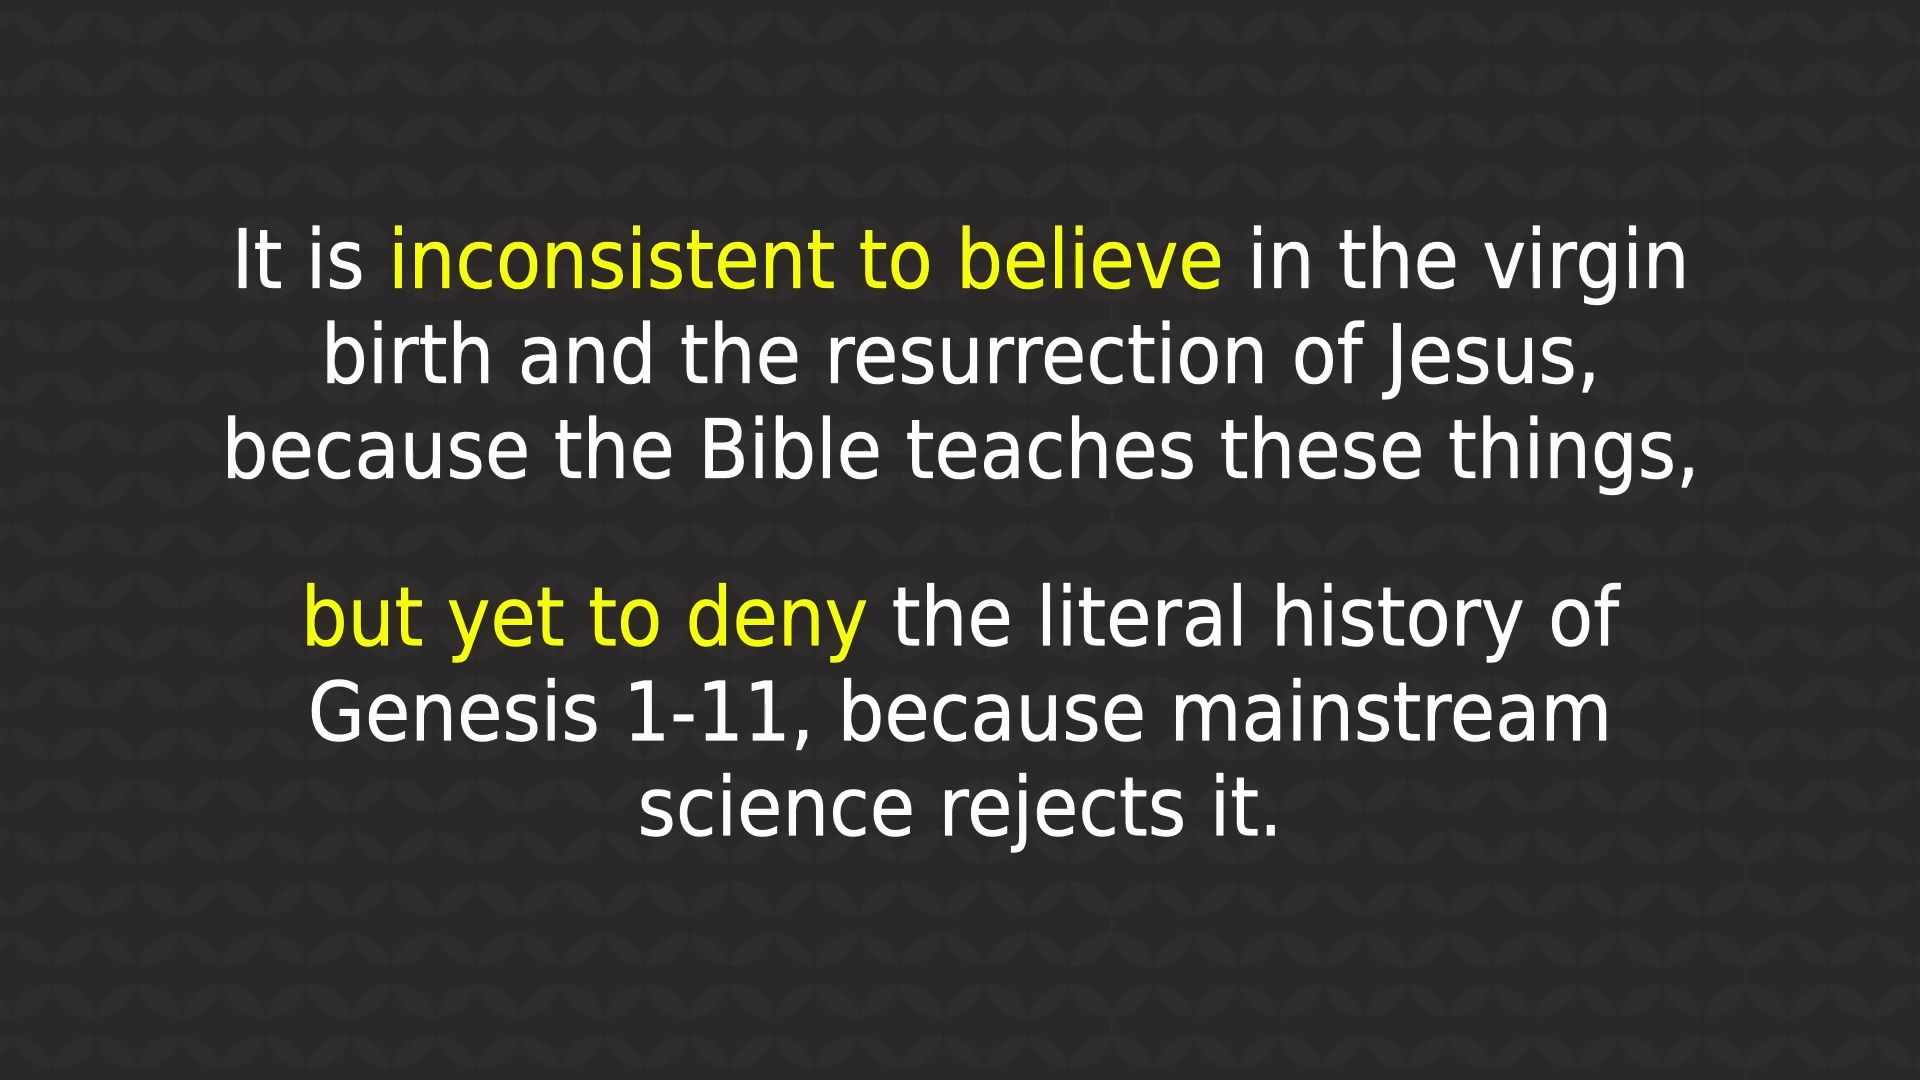 It is inconsistent to believe in the virgin
birth and the resurrection of Jesus,
because the Bible teaches these things,
but yet to deny the literal history of
Genesis 1-11, because mainstream
science rejects it.